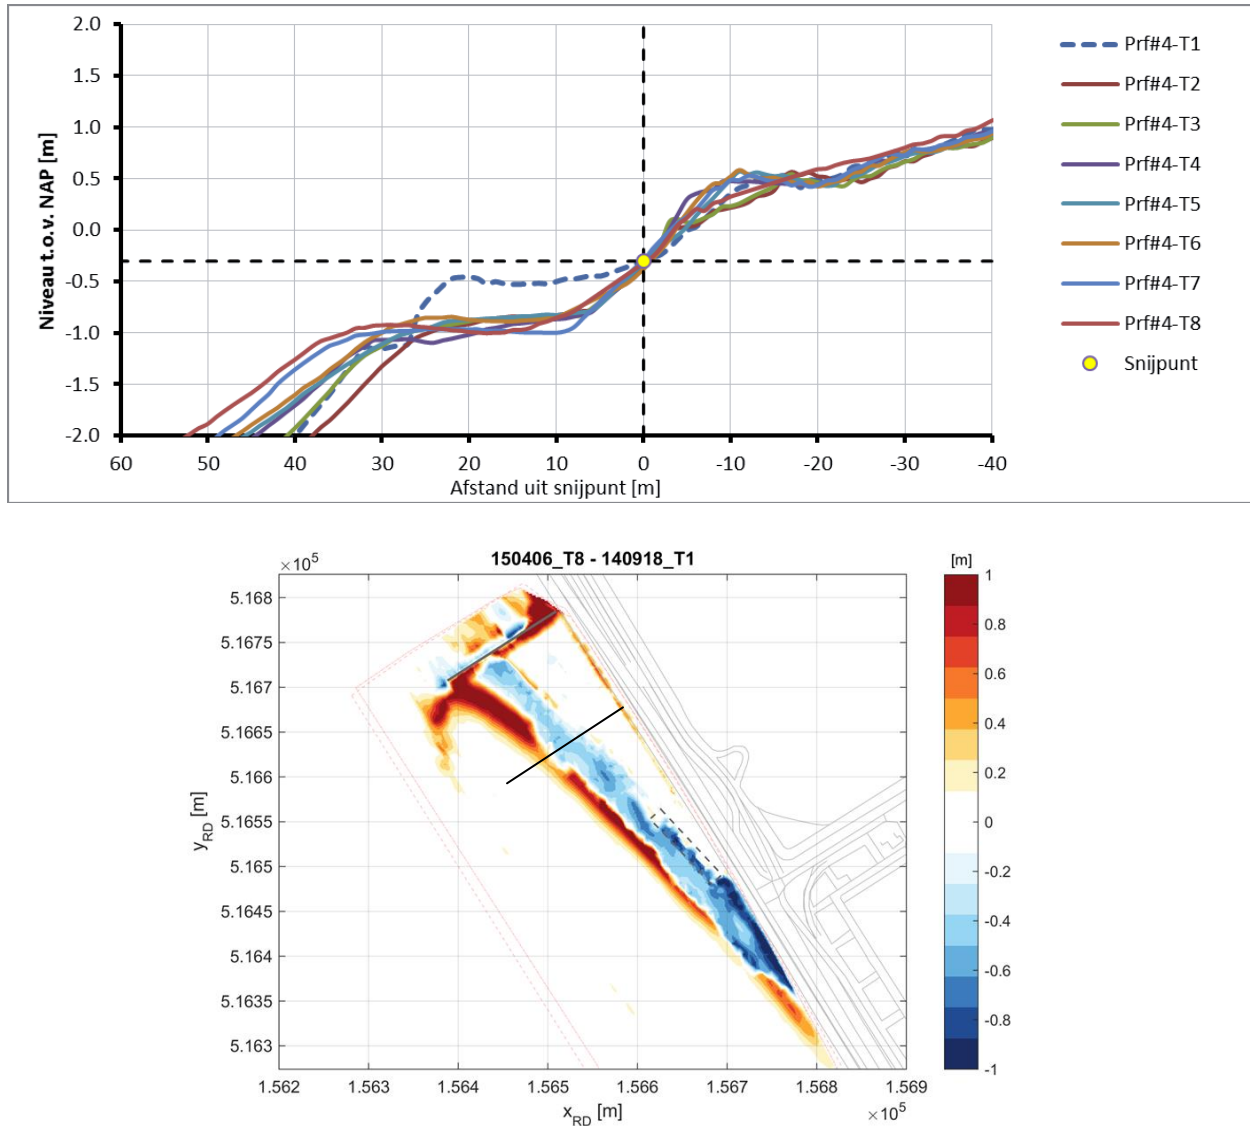 2.0
1.5
1.0
0.5
0.0
-0.5
-1.0
-1.5
-2.0
Niveau t.o.v. NAP [m]
60 50 40 30 20 10 0 -10 -20 -30 -40
Afstand uit snijpunt [m]
Prf#4-T1
Prf#4-T2
Prf#4-T3
Prf#4-T4
Prf#4-T5
Prf#4-T6
Prf#4-T7
Prf#4-T8
Snijpunt
150406_T8 - 140918_T1
×10⁵
5.168
5.1675
5.167
5.1665
5.166
5.1655
5.165
5.1645
5.164
5.1635
5.163
y_RD [m]
1.562 1.563 1.564 1.565 1.566 1.567 1.568 1.569
x_RD [m]
×10⁵
[m]
1
0.8
0.6
0.4
0.2
0
-0.2
-0.4
-0.6
-0.8
-1